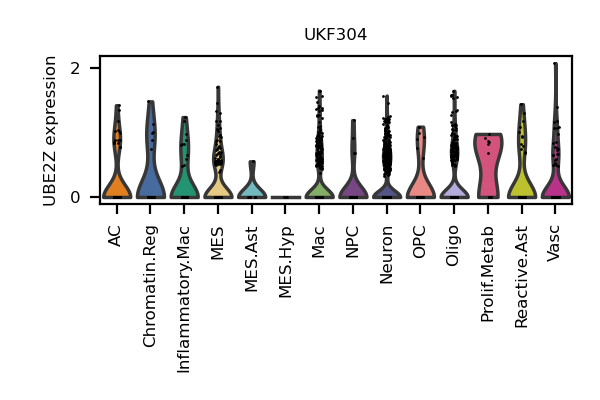 UKF304
UBE2Z expression
2
0
AC
Chromatin.Reg
Inflammatory.Mac
MES
MES.Ast
MES.Hyp
Mac
NPC
Neuron
OPC
Oligo
Prolif.Metab
Reactive.Ast
Vasc